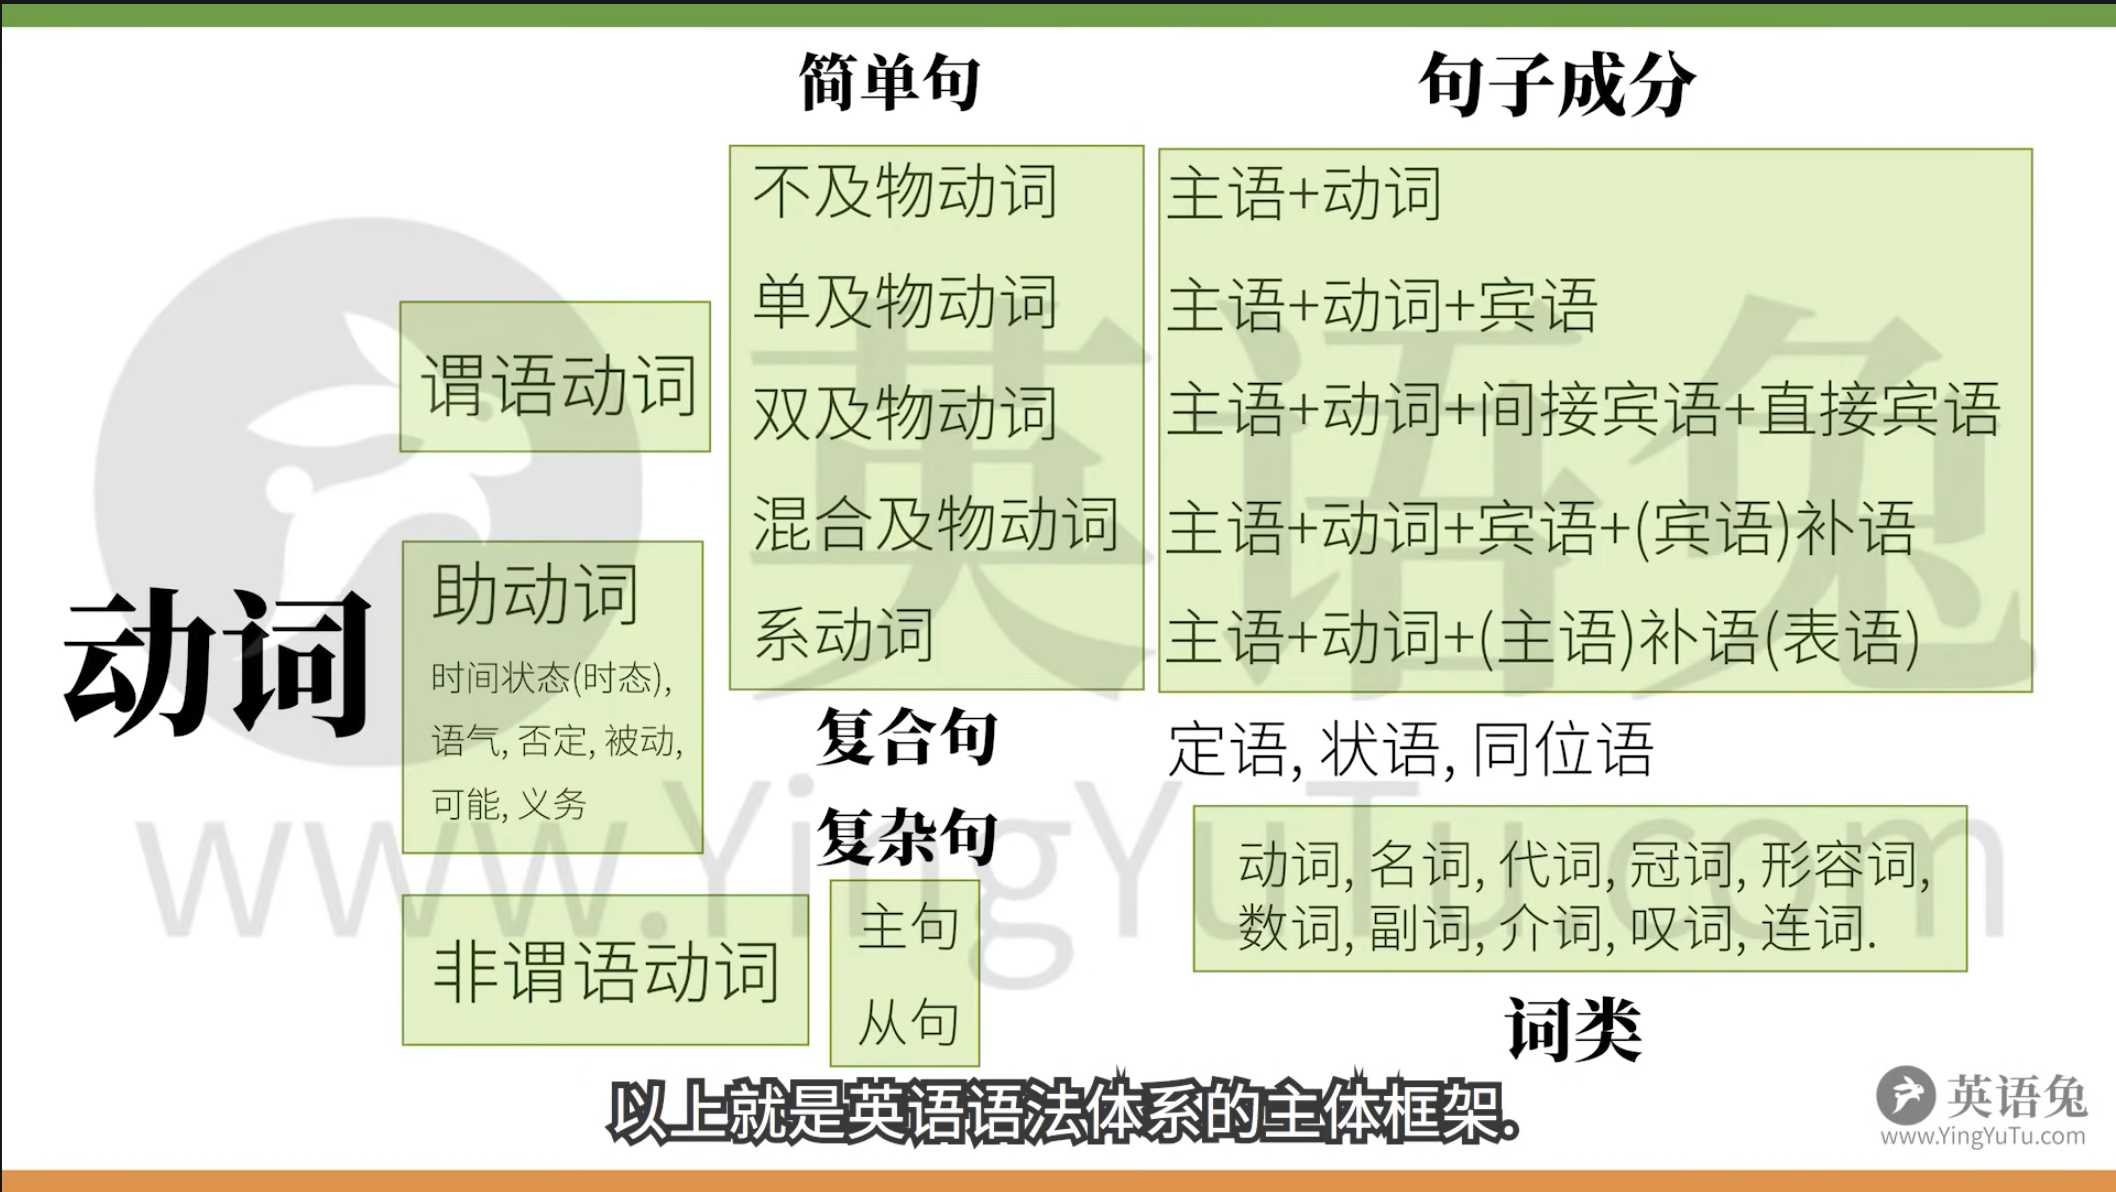 简单句
句子成分
不及物动词
主语+动词
单及物动词
主语+动词+宾语
谓语动词
双及物动词
主语+动词+间接宾语+直接宾语
混合及物动词
主语+动词+宾语+(宾语)补语
动词
助动词
系动词
主语+动词+(主语)补语(表语)
时间状态(时态),
语气, 否定, 被动,
可能, 义务
复合句
定语, 状语, 同位语
复杂句
动词, 名词, 代词, 冠词, 形容词,
数词, 副词, 介词, 叹词, 连词.
非谓语动词
主句
从句
词类
以上就是英语语法体系的主体框架.
英语兔
www.YingYuTu.com
英语兔
www.YingYuTu.com